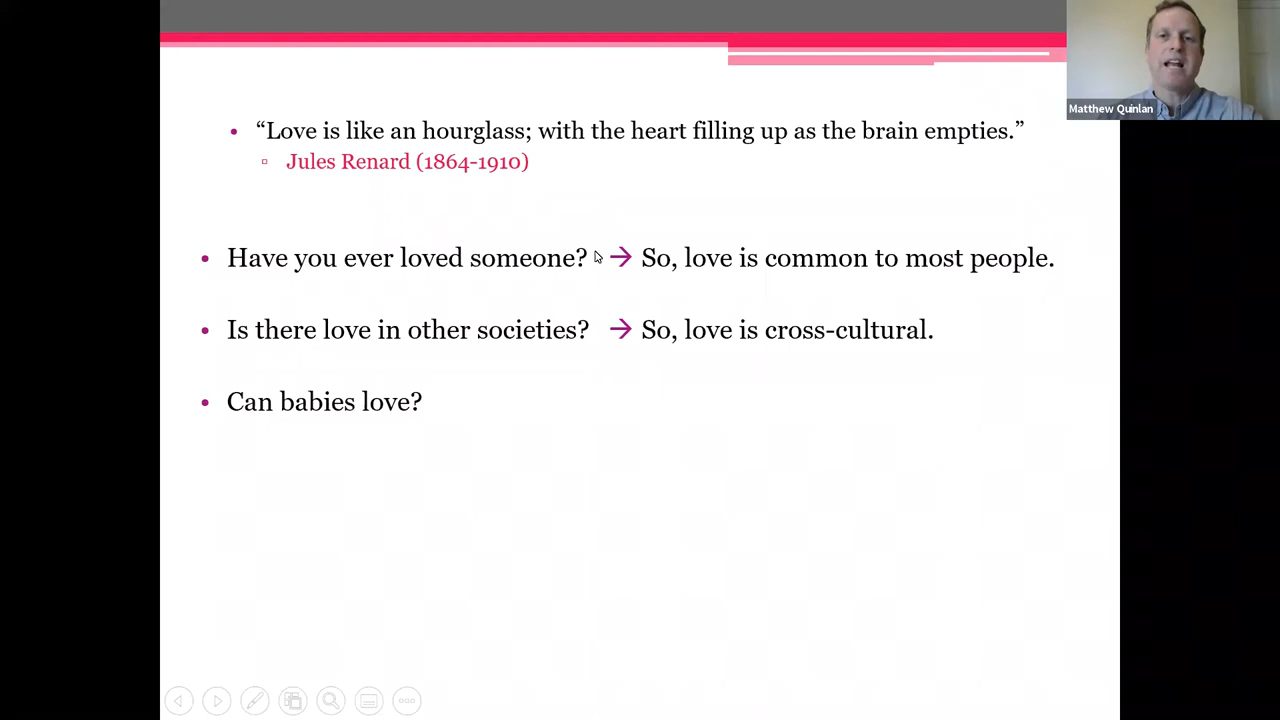 “Love is like an hourglass; with the heart filling up as the brain empties.”
Jules Renard (1864-1910)
Have you ever loved someone? → So, love is common to most people.
Is there love in other societies? → So, love is cross-cultural.
Can babies love?
Matthew Quinlan